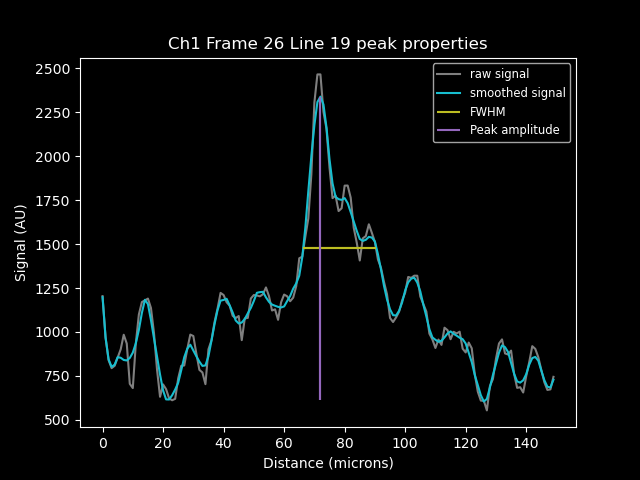 Ch1 Frame 26 Line 19 peak properties
raw signal
smoothed signal
FWHM
Peak amplitude
Signal (AU)
2500
2250
2000
1750
1500
1250
1000
750
500
0 20 40 60 80 100 120 140
Distance (microns)